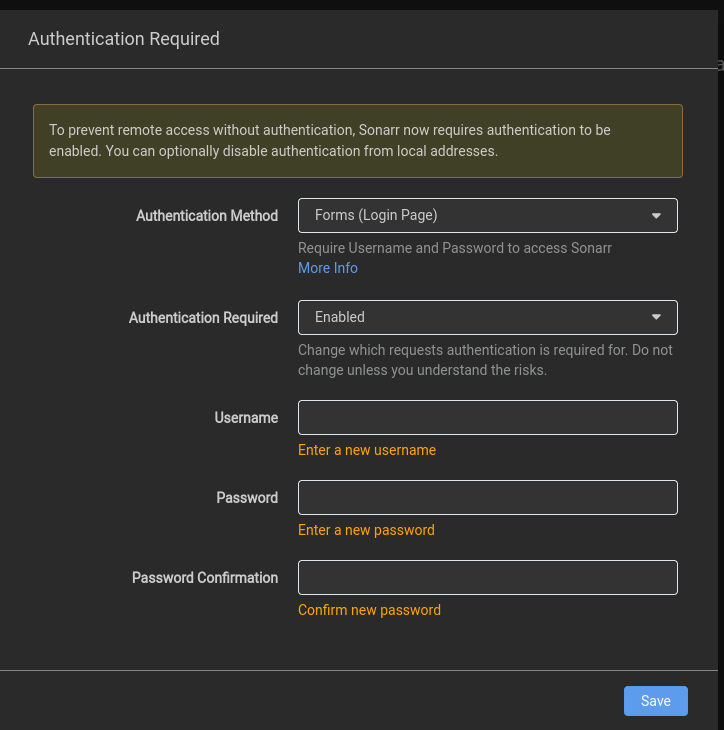 Authentication Required
To prevent remote access without authentication, Sonarr now requires authentication to be
enabled. You can optionally disable authentication from local addresses.
Authentication Method
Forms (Login Page)
Require Username and Password to access Sonarr
More Info
Authentication Required
Enabled
Change which requests authentication is required for. Do not
change unless you understand the risks.
Username
Enter a new username
Password
Enter a new password
Password Confirmation
Confirm new password
Save